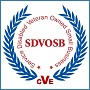 Service Disabled Veteran Owned Small Business
SDVOSB
CVE